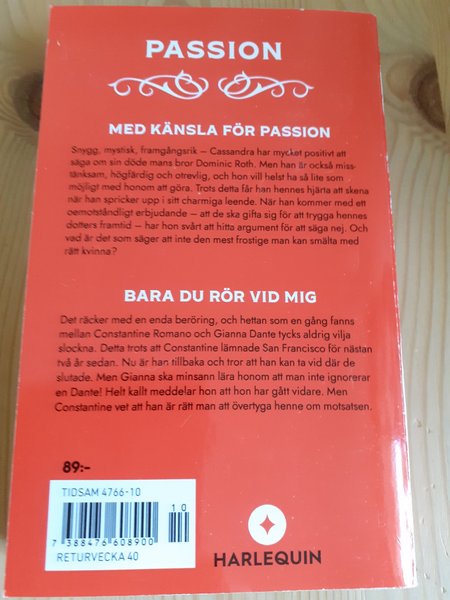 PASSION
MED KÄNSLA FÖR PASSION
Snygg, mystisk, framgångsrik – Cassandra har mycket positivt att
säga om sin döde mans bror Dominic Roth. Men han är också miss-
tänksam, högfärdig och otrevlig, och hon vill helst ha så lite som
möjligt med honom att göra. Trots detta får han hennes hjärta att skena
när han spricker upp i sitt charmiga leende. När han kommer med ett
oemotståndligt erbjudande – att de ska gifta sig för att trygga hennes
dotters framtid – har hon svårt att hitta argument för att säga nej. Och
vad är det som säger att inte den mest frostige man kan smälta med
rätt kvinna?
BARA DU RÖR VID MIG
Det räcker med en enda beröring, och hettan som en gång fanns
mellan Constantine Romano och Gianna Dante tycks aldrig vilja
slockna. Detta trots att Constantine lämnade San Francisco för nästan
två år sedan. Nu är han tillbaka och tror att han kan ta vid där de
slutade. Men Gianna ska minsann lära honom att man inte ignorerar
en Dante! Helt kallt meddelar hon att hon har gått vidare. Men
Constantine vet att han är rätt man att övertyga henne om motsatsen.
89:-
TIDSAM 4766-10
10
7 388476 608900
RETURVECKA 40
HARLEQUIN